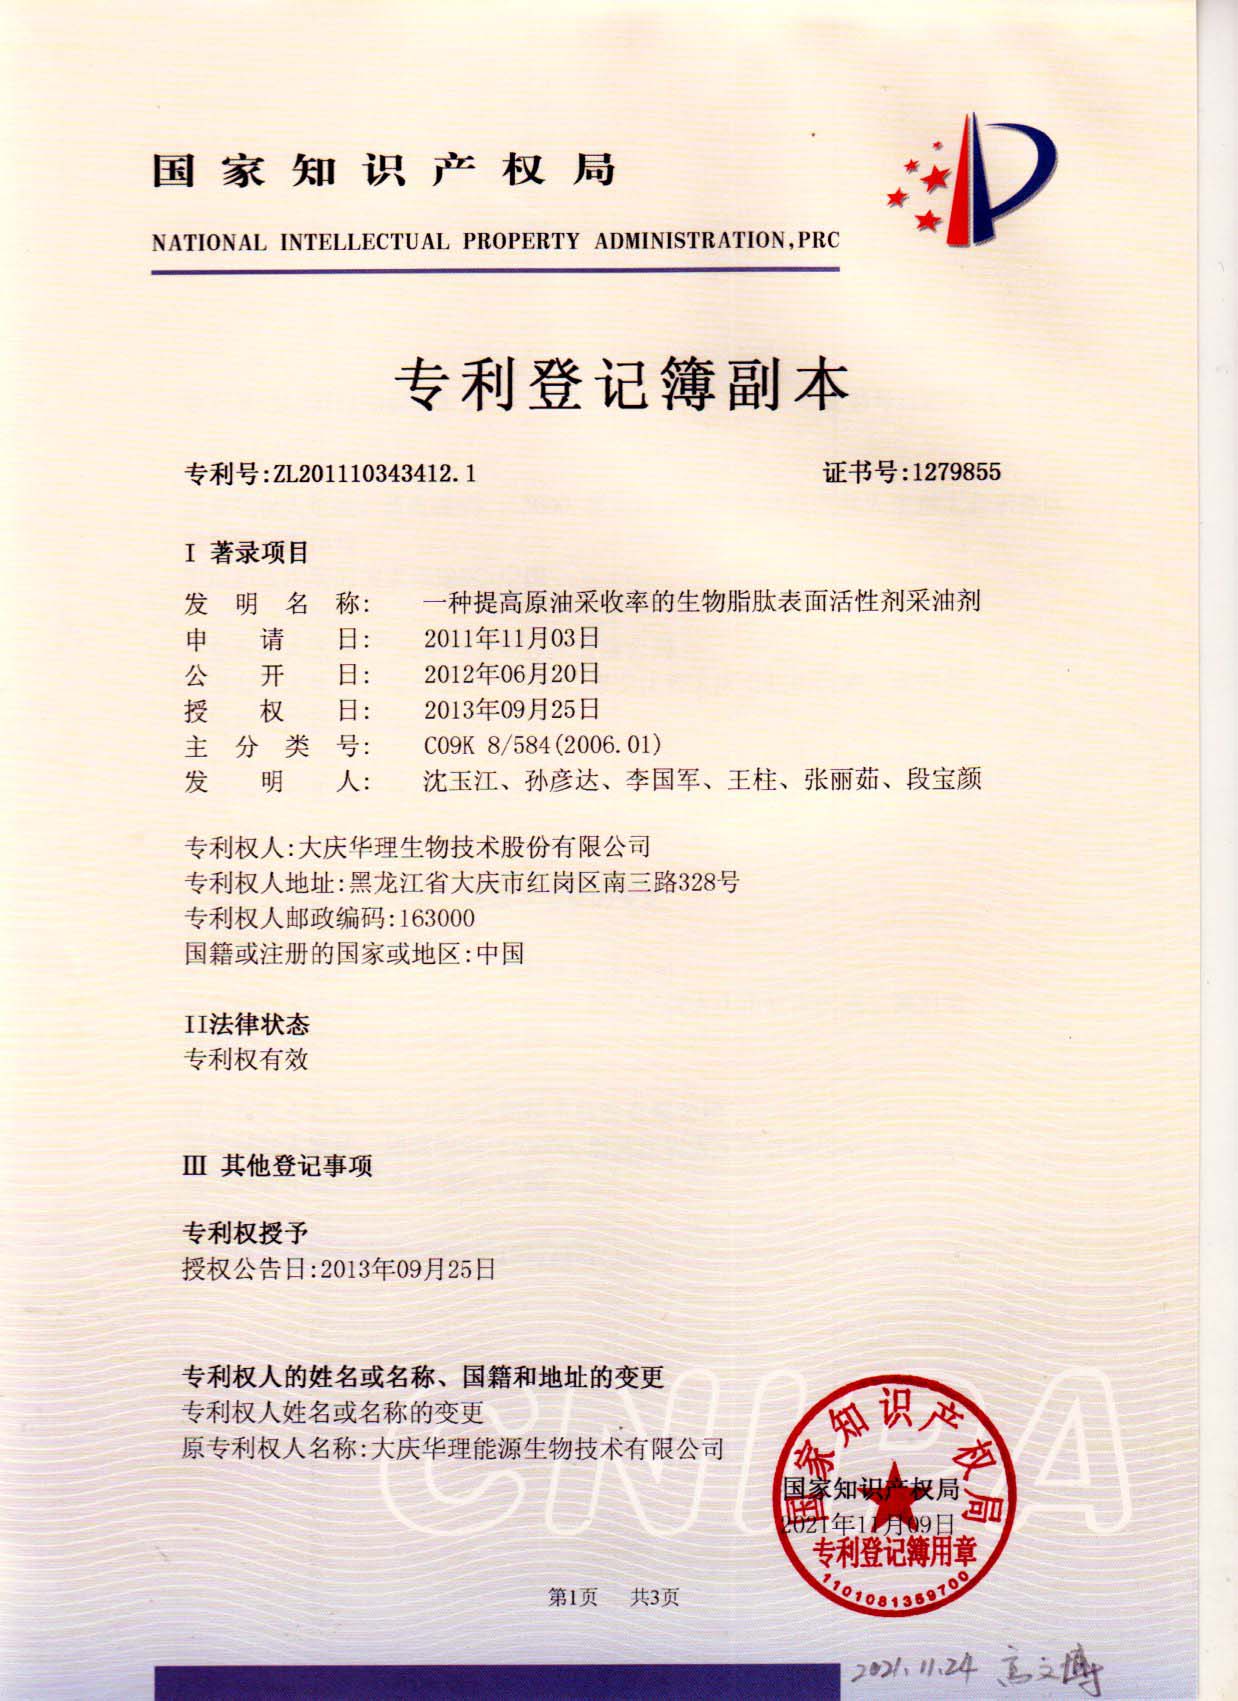 国家知识产权局
NATIONAL INTELLECTUAL PROPERTY ADMINISTRATION,PRC
专利登记簿副本
专利号:ZL201110343412.1 证书号:1279855
I 著录项目
发明名称: 一种提高原油采收率的生物脂肽表面活性剂采油剂
申请日: 2011年11月03日
公开日: 2012年06月20日
授权日: 2013年09月25日
主分类号: C09K 8/584(2006.01)
发明人: 沈玉江、孙彦达、李国军、王柱、张丽茹、段宝颜
专利权人:大庆华理生物技术股份有限公司
专利权人地址:黑龙江省大庆市红岗区南三路328号
专利权人邮政编码:163000
国籍或注册的国家或地区:中国
II法律状态
专利权有效
III 其他登记事项
专利权授予
授权公告日:2013年09月25日
专利权人的姓名或名称、国籍和地址的变更
专利权人姓名或名称的变更
原专利权人名称:大庆华理能源生物技术有限公司
CNIPA
国家知识产权局
国家知识产权局
2021年11月09日
专利登记簿用章
1101081359700
第1页 共3页
2021.11.24 高文博